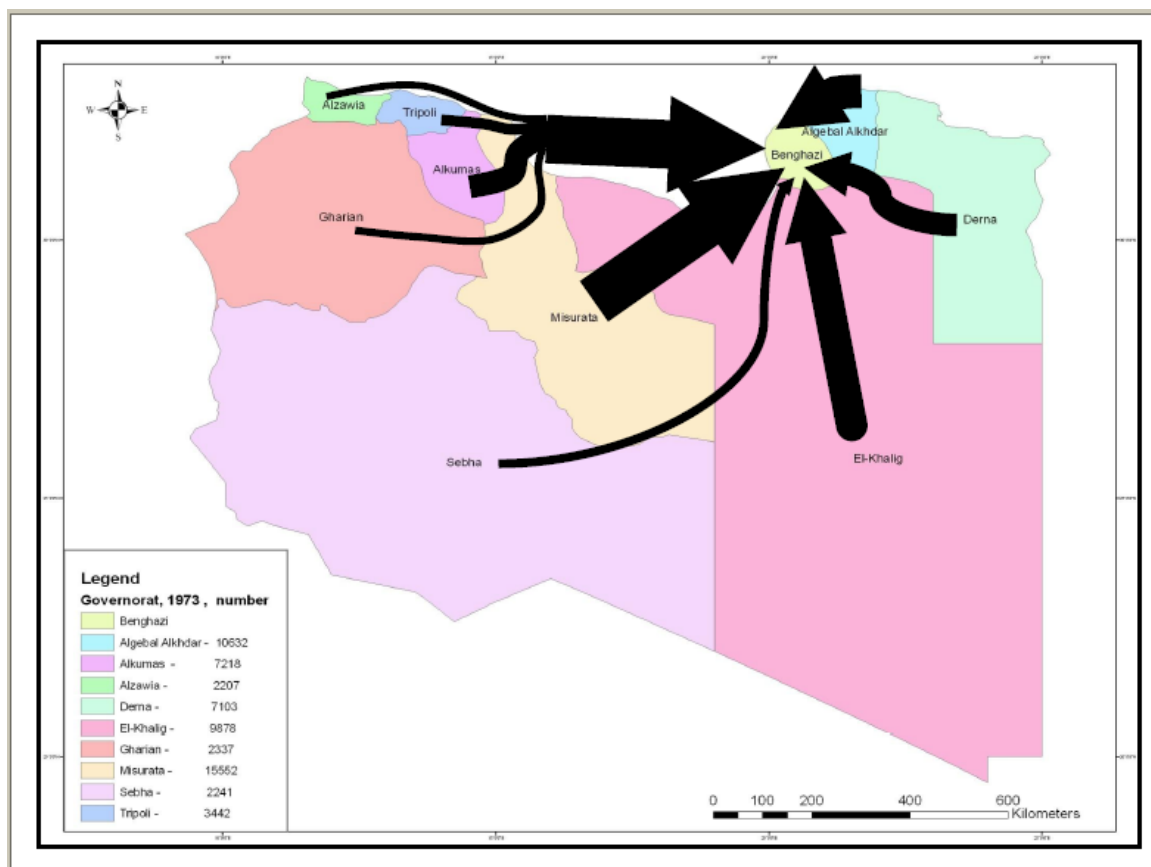 N
W E
S
Alzawia
Tripoli
Algebal Alkhdar
Benghazi
Alkumas
Gharian
Derna
Misurata
Sebha
El-Khalig
Legend
Governorat, 1973 , number
Benghazi
Algebal Alkhdar - 10632
Alkumas - 7218
Alzawia - 2207
Derna - 7103
El-Khalig - 9878
Gharian - 2337
Misurata - 15552
Sebha - 2241
Tripoli - 3442
0 100 200 400 600
Kilometers